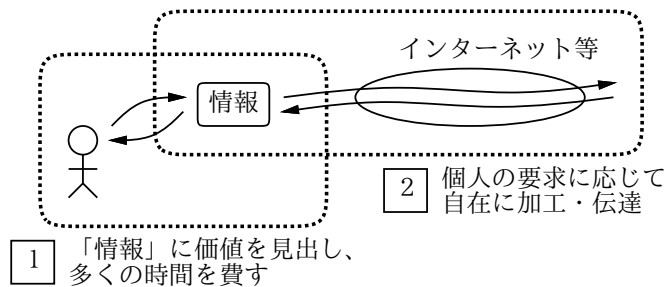 インターネット等
情報
2
個人の要求に応じて
自在に加工・伝達
1
「情報」に価値を見出し、
多くの時間を費す